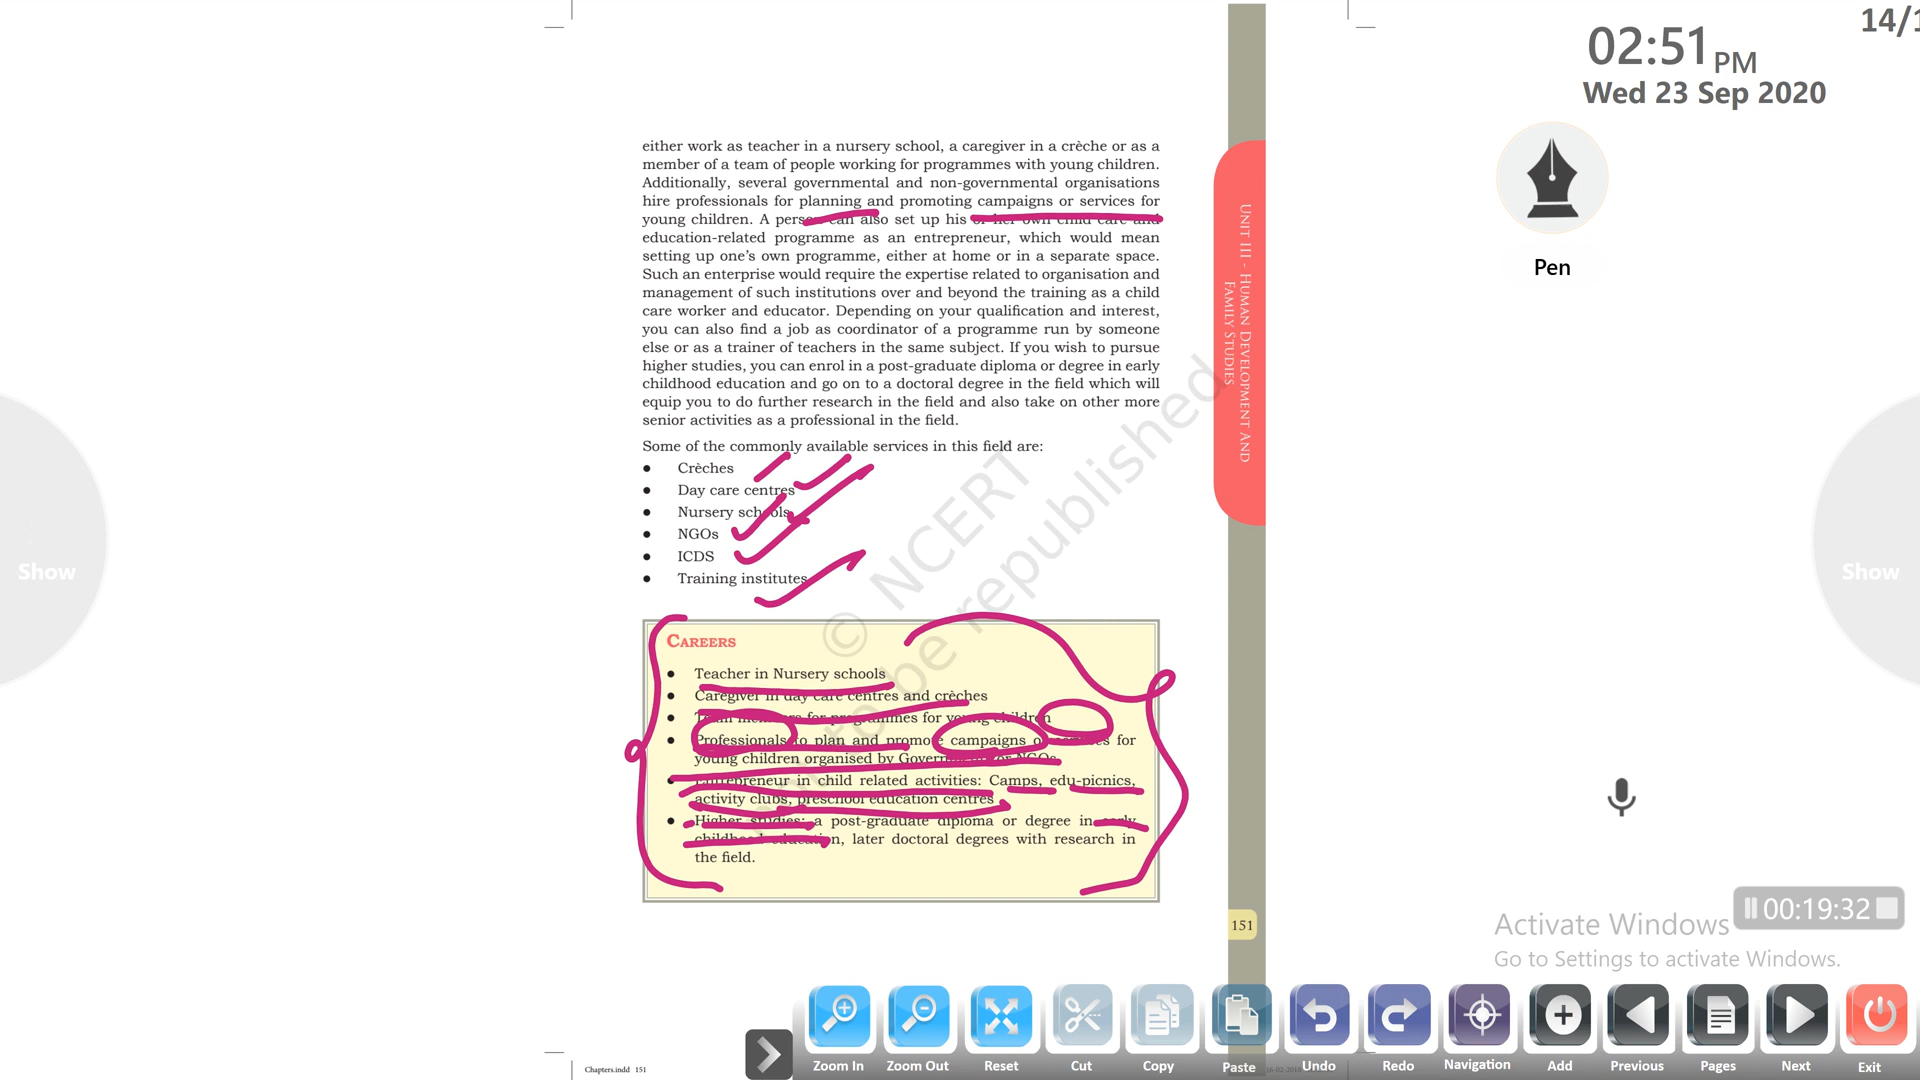 14/1
02:51 PM
Wed 23 Sep 2020
Pen
either work as teacher in a nursery school, a caregiver in a crèche or as a
member of a team of people working for programmes with young children.
Additionally, several governmental and non-governmental organisations
hire professionals for planning and promoting campaigns or services for
young children. A person can also set up his or her own child care and
education-related programme as an entrepreneur, which would mean
setting up one's own programme, either at home or in a separate space.
Such an enterprise would require the expertise related to organisation and
management of such institutions over and beyond the training as a child
care worker and educator. Depending on your qualification and interest,
you can also find a job as coordinator of a programme run by someone
else or as a trainer of teachers in the same subject. If you wish to pursue
higher studies, you can enrol in a post-graduate diploma or degree in early
childhood education and go on to a doctoral degree in the field which will
equip you to do further research in the field and also take on other more
senior activities as a professional in the field.
Some of the commonly available services in this field are:
● Crèches
● Day care centres
● Nursery schools
● NGOs
● ICDS
● Training institutes
CAREERS
● Teacher in Nursery schools
● Caregiver in day care centres and crèches
● Team members for programmes for young children
● Professionals to plan and promote campaigns or services for
young children organised by Government or NGOs
● Entrepreneur in child related activities: Camps, edu-picnics,
activity clubs, preschool education centres
● Higher studies: a post-graduate diploma or degree in early
childhood education, later doctoral degrees with research in
the field.
UNIT III - HUMAN DEVELOPMENT AND
FAMILY STUDIES
© NCERT
to be republished
151
Show
Show
00:19:32
Activate Windows
Go to Settings to activate Windows.
Chapters.indd 151
Zoom In
Zoom Out
Reset
Cut
Copy
Paste
Undo
Redo
Navigation
Add
Previous
Pages
Next
Exit